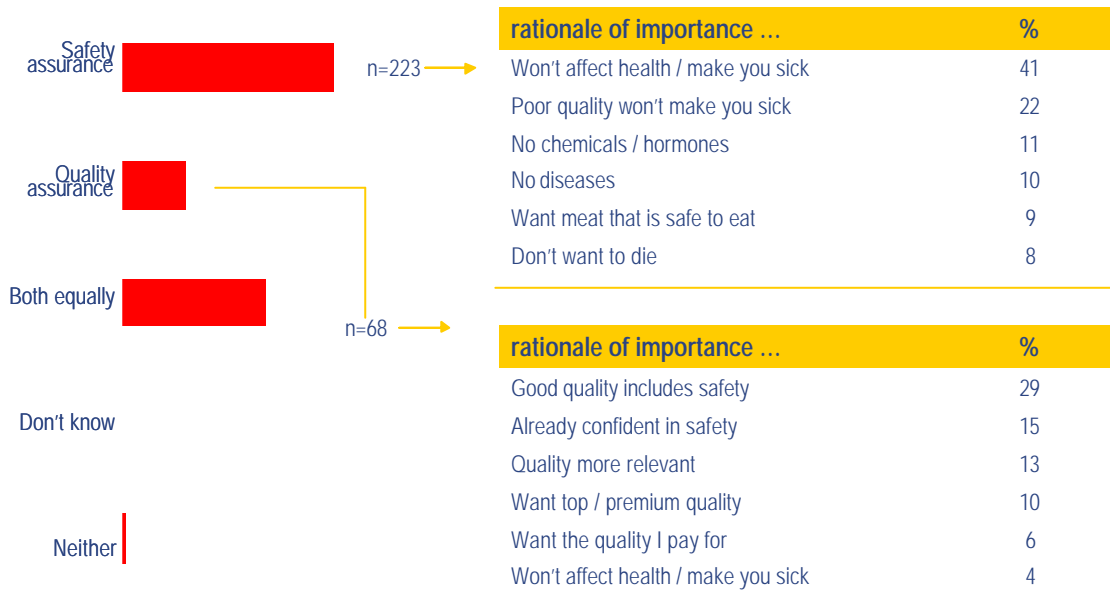 Safety
assurance
n=223
Quality
assurance
Both equally
n=68
Don't know
Neither
rationale of importance ... %
Won't affect health / make you sick 41
Poor quality won't make you sick 22
No chemicals / hormones 11
No diseases 10
Want meat that is safe to eat 9
Don't want to die 8
rationale of importance ... %
Good quality includes safety 29
Already confident in safety 15
Quality more relevant 13
Want top / premium quality 10
Want the quality I pay for 6
Won't affect health / make you sick 4